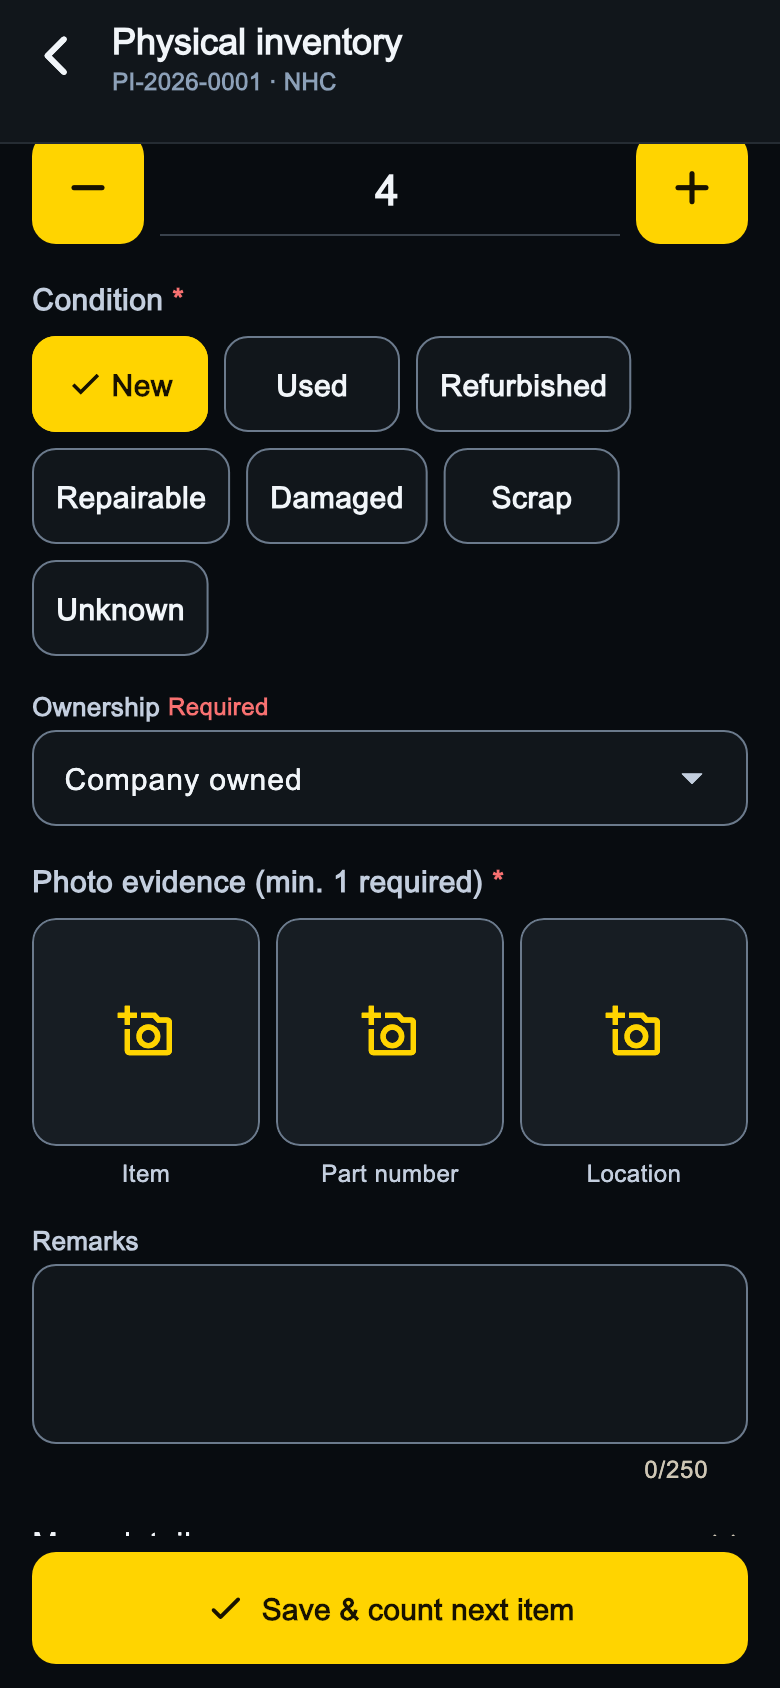 Physical inventory
PI-2026-0001 · NHC
4
Condition *
New
Used
Refurbished
Repairable
Damaged
Scrap
Unknown
Ownership Required
Company owned
Photo evidence (min. 1 required) *
Item
Part number
Location
Remarks
0/250
Save & count next item